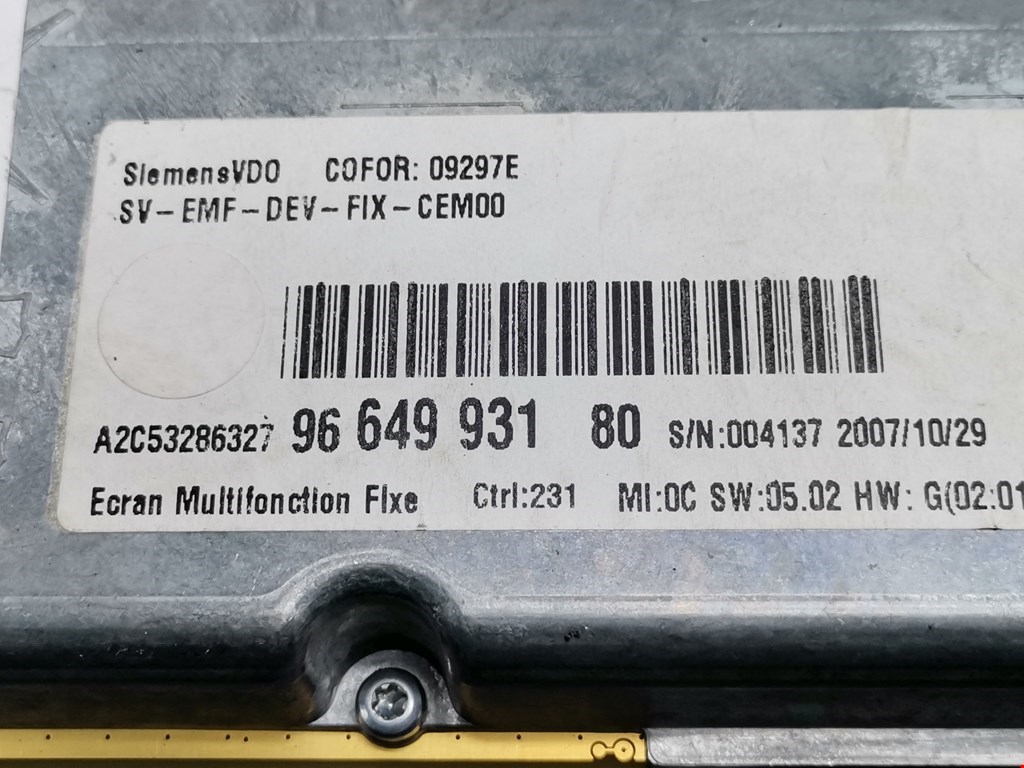 SiemensVDO COFOR: 09297E
SV-EMF-DEV-FIX-CEM00
A2C53286327 96 649 931 80 S/N:004137 2007/10/29
Ecran Multifonction Fixe Ctrl:231 MI:0C SW:05.02 HW: G(02:01